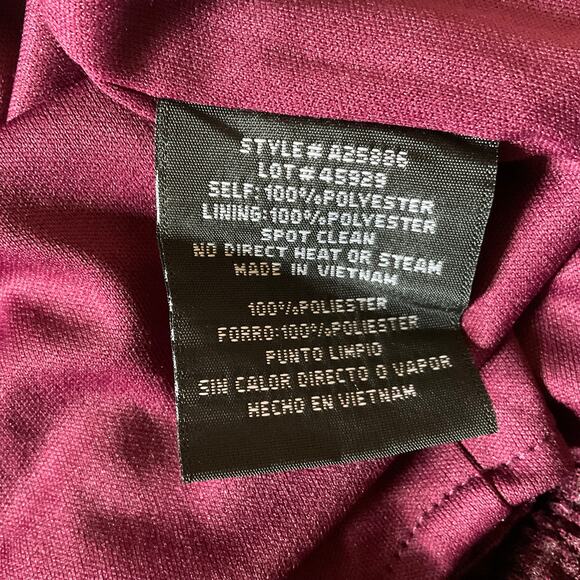 STYLE# A25886
LOT#45929
SELF:100%POLYESTER
LINING:100%POLYESTER
SPOT CLEAN
NO DIRECT HEAT OR STEAM
MADE IN VIETNAM
100%POLIESTER
FORRO:100%POLIESTER
PUNTO LIMPIO
SIN CALOR DIRECTO O VAPOR
HECHO EN VIETNAM